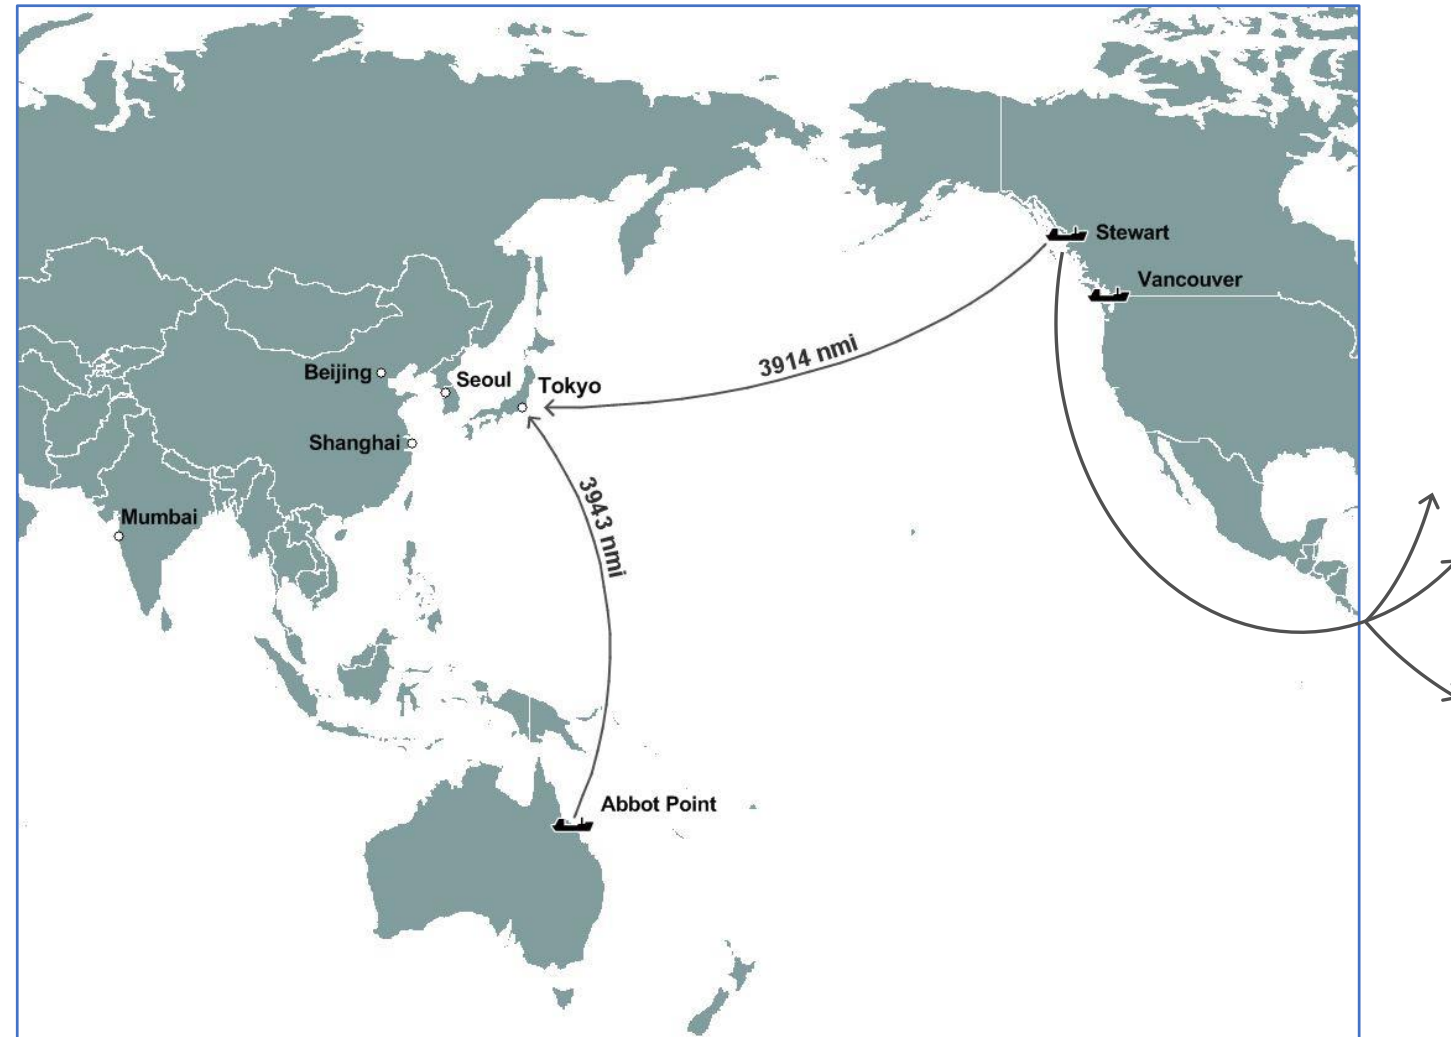 Stewart
Vancouver
3914 nmi
Beijing
Seoul
Tokyo
Shanghai
3943 nmi
Mumbai
Abbot Point